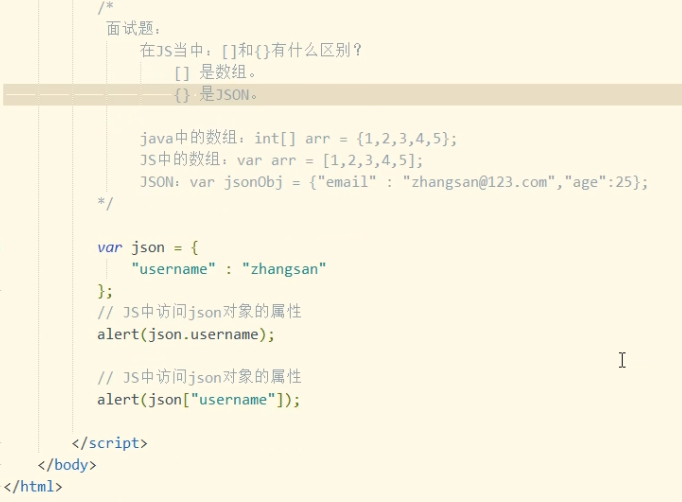 /*
面试题：
在JS当中：[]和{}有什么区别？
[] 是数组。
{} 是JSON。
java中的数组：int[] arr = {1,2,3,4,5};
JS中的数组：var arr = [1,2,3,4,5];
JSON：var jsonObj = {"email" : "zhangsan@123.com","age":25};
*/
var json = {
"username" : "zhangsan"
};
// JS中访问json对象的属性
alert(json.username);
// JS中访问json对象的属性
alert(json["username"]);
</script>
</body>
</html>